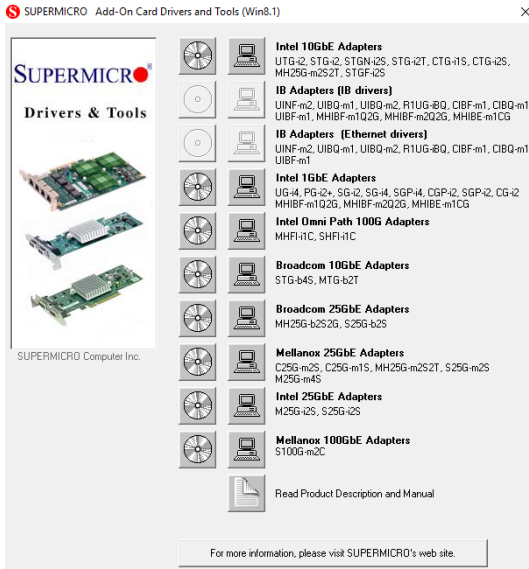 SUPERMICRO Add-On Card Drivers and Tools (Win8.1)
SUPERMICRO
Drivers & Tools
SUPERMICRO Computer Inc.
Intel 10GbE Adapters
UTG-i2, STG-i2, STGN-i2S, STG-i2T, CTG-i1S, CTG-i2S,
MH25G-m2S2T, STGF-i2S
IB Adapters (IB drivers)
UINF-m2, UIBQ-m1, UIBQ-m2, R1UG-iBQ, CIBF-m1, CIBQ-m1
UIBF-m1, MHIBF-m1Q2G, MHIBF-m2Q2G, MHIBE-m1CG
IB Adapters (Ethernet drivers)
UINF-m2, UIBQ-m1, UIBQ-m2, R1UG-iBQ, CIBF-m1, CIBQ-m1
UIBF-m1
Intel 1GbE Adapters
UG-i4, PG-i2+, SG-i2, SG-i4, SGP-i4, CGP-i2, SGP-i2, CG-i2
MHIBF-m1Q2G, MHIBF-m2Q2G, MHIBE-m1CG
Intel Omni Path 100G Adapters
MHFI-i1C, SHFI-i1C
Broadcom 10GbE Adapters
STG-b4S, MTG-b2T
Broadcom 25GbE Adapters
MH25G-b2S2G, S25G-b2S
Mellanox 25GbE Adapters
C25G-m2S, C25G-m1S, MH25G-m2S2T, S25G-m2S
M25G-m4S
Intel 25GbE Adapters
M25G-i2S, S25G-i2S
Mellanox 100GbE Adapters
S100G-m2C
Read Product Description and Manual
For more information, please visit SUPERMICRO's web site.